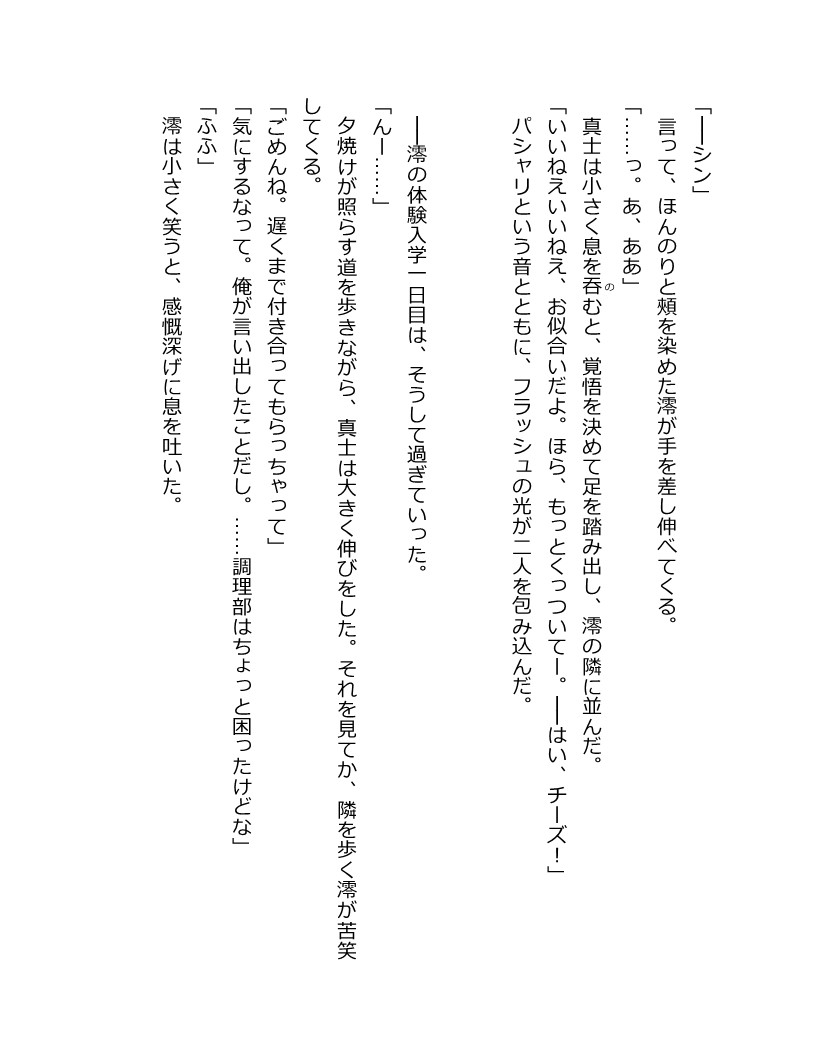 「――シン」
言って、ほんのりと頰を染めた澪が手を差し伸べてくる。
「……っ。あ、ああ」
真士は小さく息を呑むと、覚悟を決めて足を踏み出し、澪の隣に並んだ。
の
「いいねえいいねえ、お似合いだよ。ほら、もっとくっついてー。――はい、チーズ！」
パシャリという音とともに、フラッシュの光が二人を包み込んだ。
――澪の体験入学一日目は、そうして過ぎていった。
「んー……」
夕焼けが照らす道を歩きながら、真士は大きく伸びをした。それを見てか、隣を歩く澪が苦笑
してくる。
「ごめんね。遅くまで付き合ってもらっちゃって」
「気にするなって。俺が言い出したことだし。……調理部はちょっと困ったけどな」
「ふふ」
澪は小さく笑うと、感慨深げに息を吐いた。